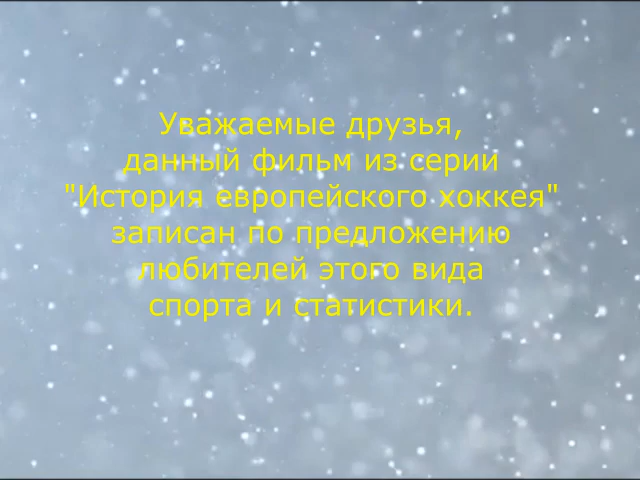 Уважаемые друзья,
данный фильм из серии
"История европейского хоккея"
записан по предложению
любителей этого вида
спорта и статистики.